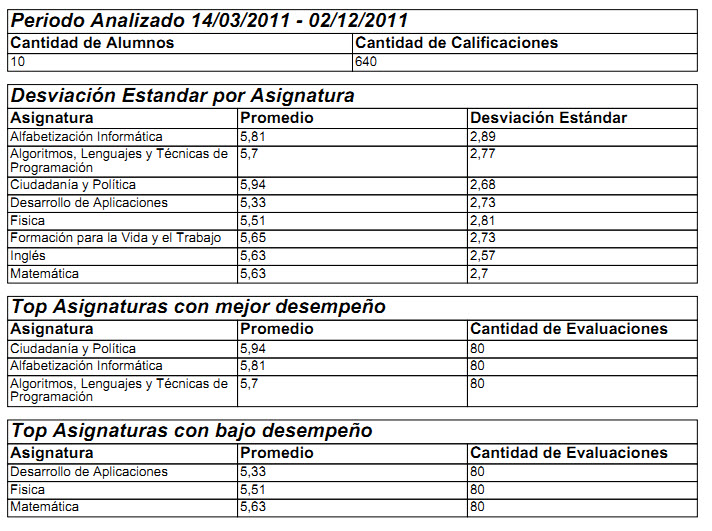 Periodo Analizado 14/03/2011 - 02/12/2011
Cantidad de Alumnos Cantidad de Calificaciones
10 640
Desviación Estandar por Asignatura
Asignatura Promedio Desviación Estándar
Alfabetización Informática 5,81 2,89
Algoritmos, Lenguajes y Técnicas de 5,7 2,77
Programación
Ciudadanía y Política 5,94 2,68
Desarrollo de Aplicaciones 5,33 2,73
Fisica 5,51 2,81
Formación para la Vida y el Trabajo 5,65 2,73
Inglés 5,63 2,57
Matemática 5,63 2,7
Top Asignaturas con mejor desempeño
Asignatura Promedio Cantidad de Evaluaciones
Ciudadanía y Política 5,94 80
Alfabetización Informática 5,81 80
Algoritmos, Lenguajes y Técnicas de 5,7 80
Programación
Top Asignaturas con bajo desempeño
Asignatura Promedio Cantidad de Evaluaciones
Desarrollo de Aplicaciones 5,33 80
Fisica 5,51 80
Matemática 5,63 80